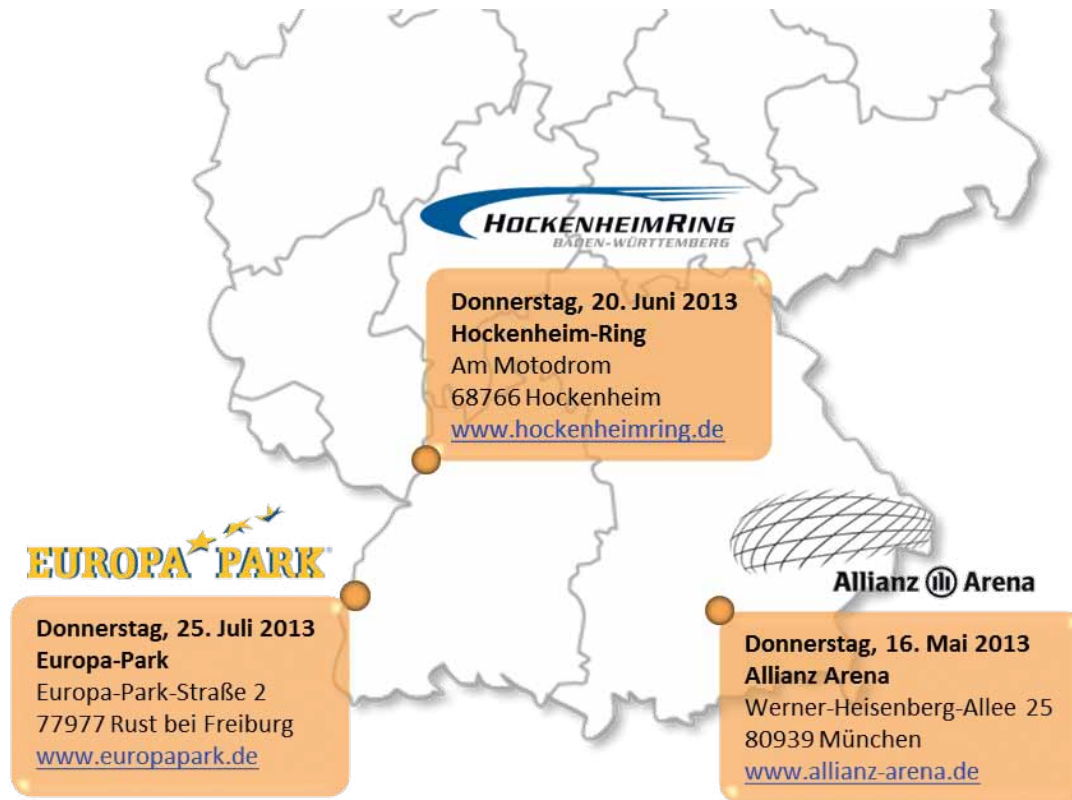 HOCKENHEIMRING
BADEN-WÜRTTEMBERG
Donnerstag, 20. Juni 2013
Hockenheim-Ring
Am Motodrom
68766 Hockenheim
www.hockenheimring.de
EUROPA PARK
Donnerstag, 25. Juli 2013
Europa-Park
Europa-Park-Straße 2
77977 Rust bei Freiburg
www.europapark.de
Allianz Arena
Donnerstag, 16. Mai 2013
Allianz Arena
Werner-Heisenberg-Allee 25
80939 München
www.allianz-arena.de